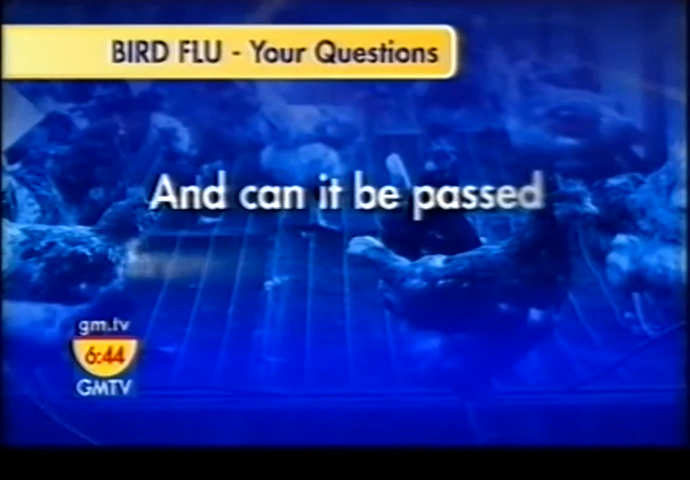 BIRD FLU - Your Questions
And can it be passed
gm.tv
6:44
GMTV